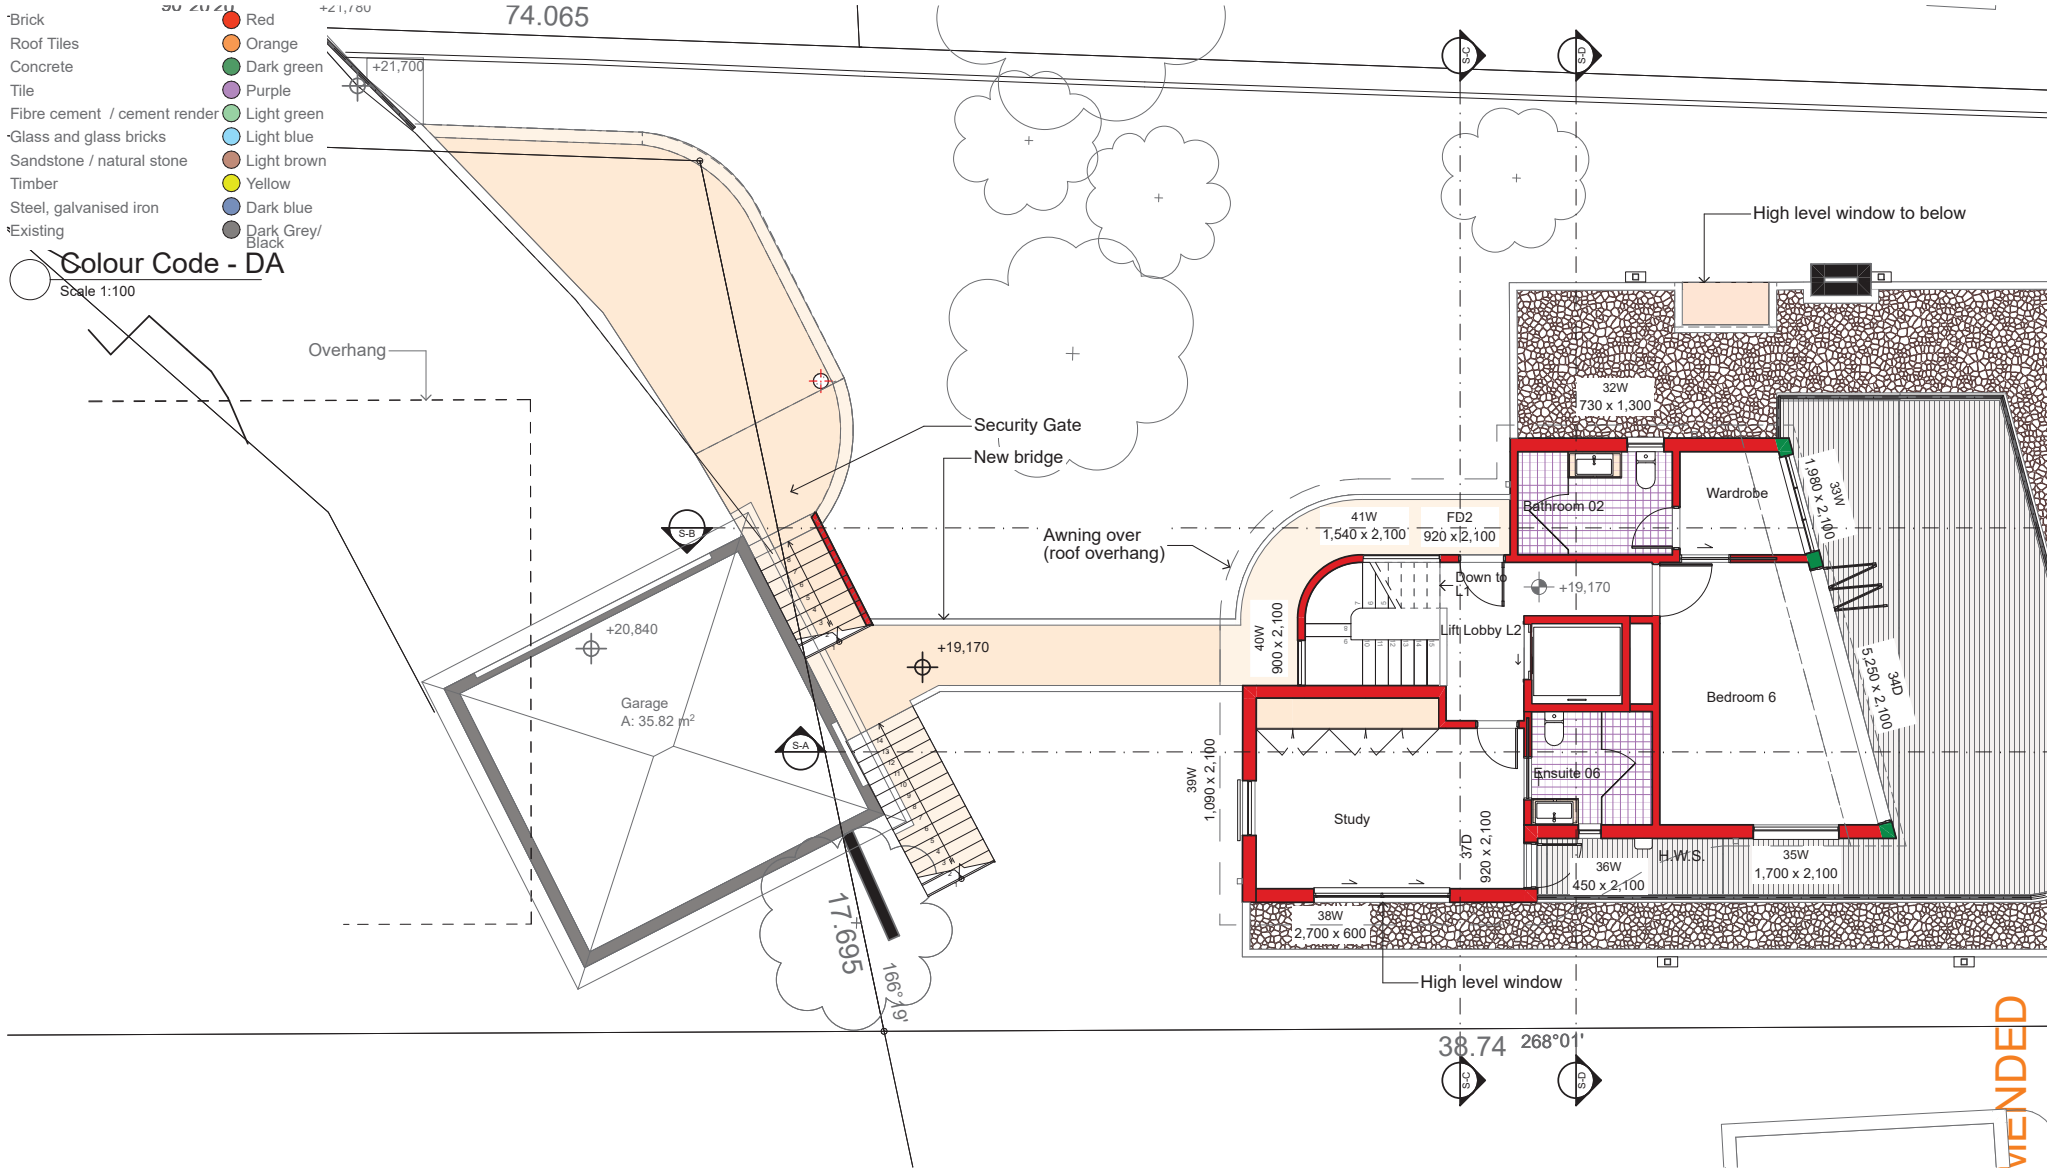 +21,780
74.065
Brick
Red
Roof Tiles
Orange
Concrete
Dark green
Tile
Purple
Fibre cement / cement render
Light green
Glass and glass bricks
Light blue
Sandstone / natural stone
Light brown
Timber
Yellow
Steel, galvanised iron
Dark blue
Existing
Dark Grey/
Black
Colour Code - DA
Scale 1:100
+21,700
S-C
S-D
High level window to below
Overhang
Security Gate
New bridge
Awning over
(roof overhang)
S-B
+20,840
Garage
A: 35.82 m²
S-A
+19,170
32W
730 x 1,300
33W
1,980 x 2,100
Wardrobe
Bathroom 02
41W
1,540 x 2,100
FD2
920 x 2,100
Down to
L1
+19,170
Lift Lobby L2
40W
900 x 2,100
34D
5,250 x 2,100
Bedroom 6
39W
1,090 x 2,100
Ensuite 06
Study
37D
920 x 2,100
H.W.S.
36W
450 x 2,100
35W
1,700 x 2,100
38W
2,700 x 600
High level window
17.695
166°19'
38.74
268°01'
S-C
S-D